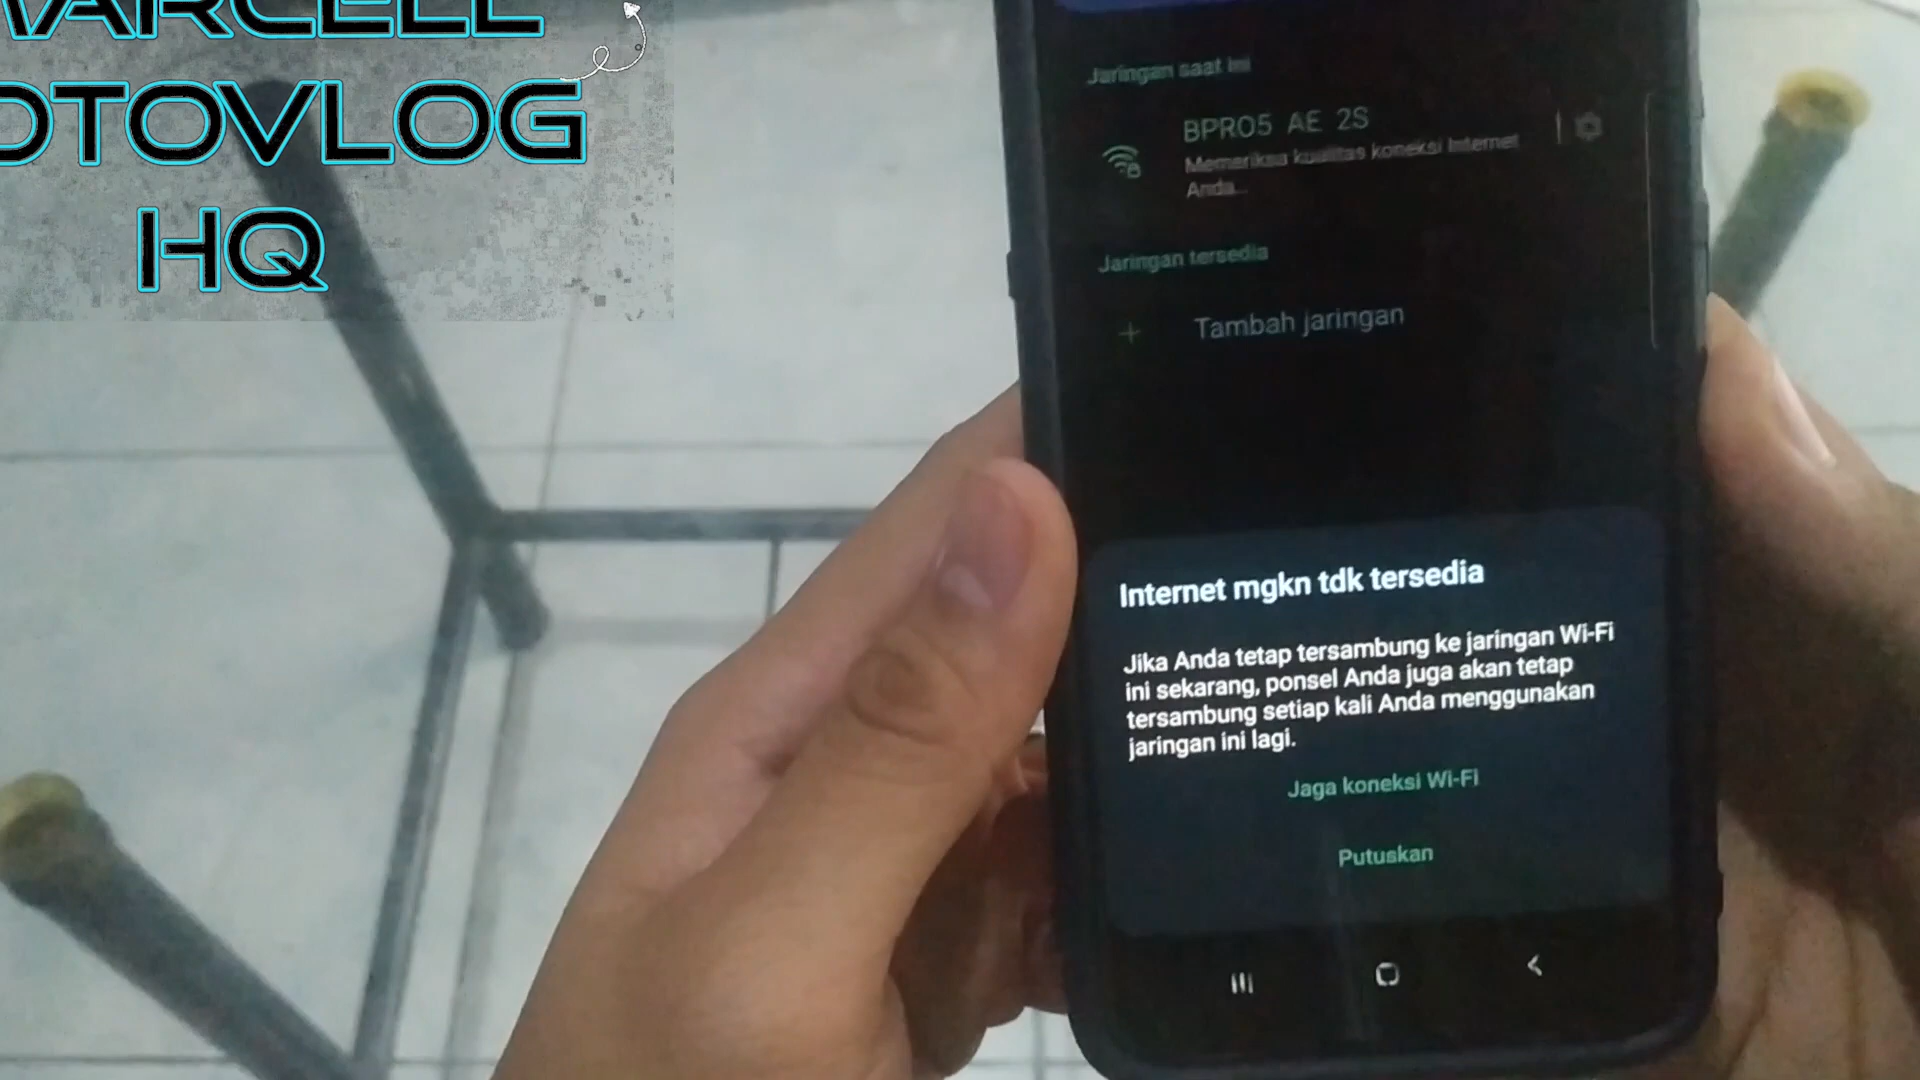 OTOVLOG
HQ
Jaringan saat ini
BPRO5 AE 2S
Memeriksa kualitas koneksi Internet
Anda...
Jaringan tersedia
Tambah jaringan
Internet mgkn tdk tersedia
Jika Anda tetap tersambung ke jaringan Wi-Fi
ini sekarang, ponsel Anda juga akan tetap
tersambung setiap kali Anda menggunakan
jaringan ini lagi.
Jaga koneksi Wi-Fi
Putuskan